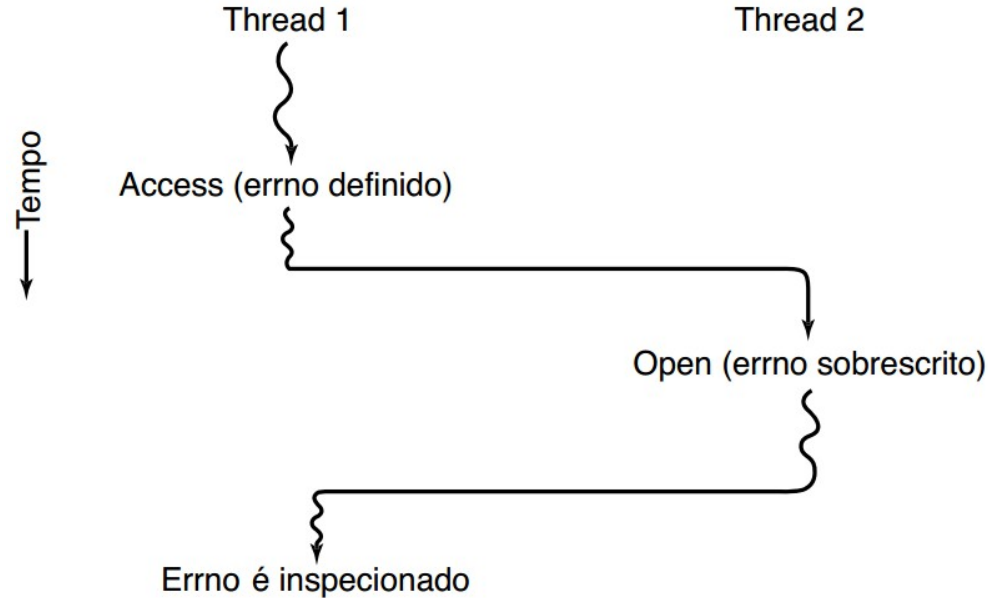 Thread 1
Thread 2
Tempo
Access (errno definido)
Open (errno sobrescrito)
Errno é inspecionado